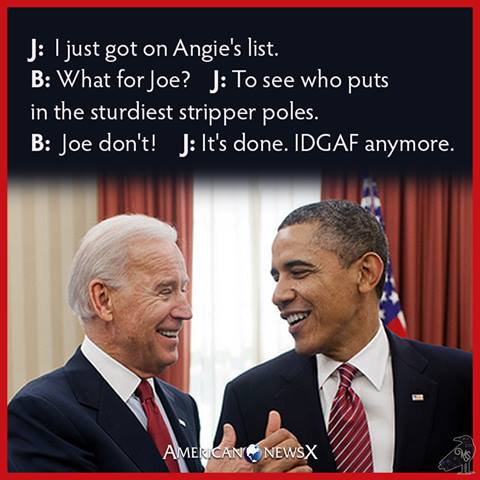 J: I just got on Angie's list.
B: What for Joe? J: To see who puts
in the sturdiest stripper poles.
B: Joe don't! J: It's done. IDGAF anymore.
AMERICAN NEWSX